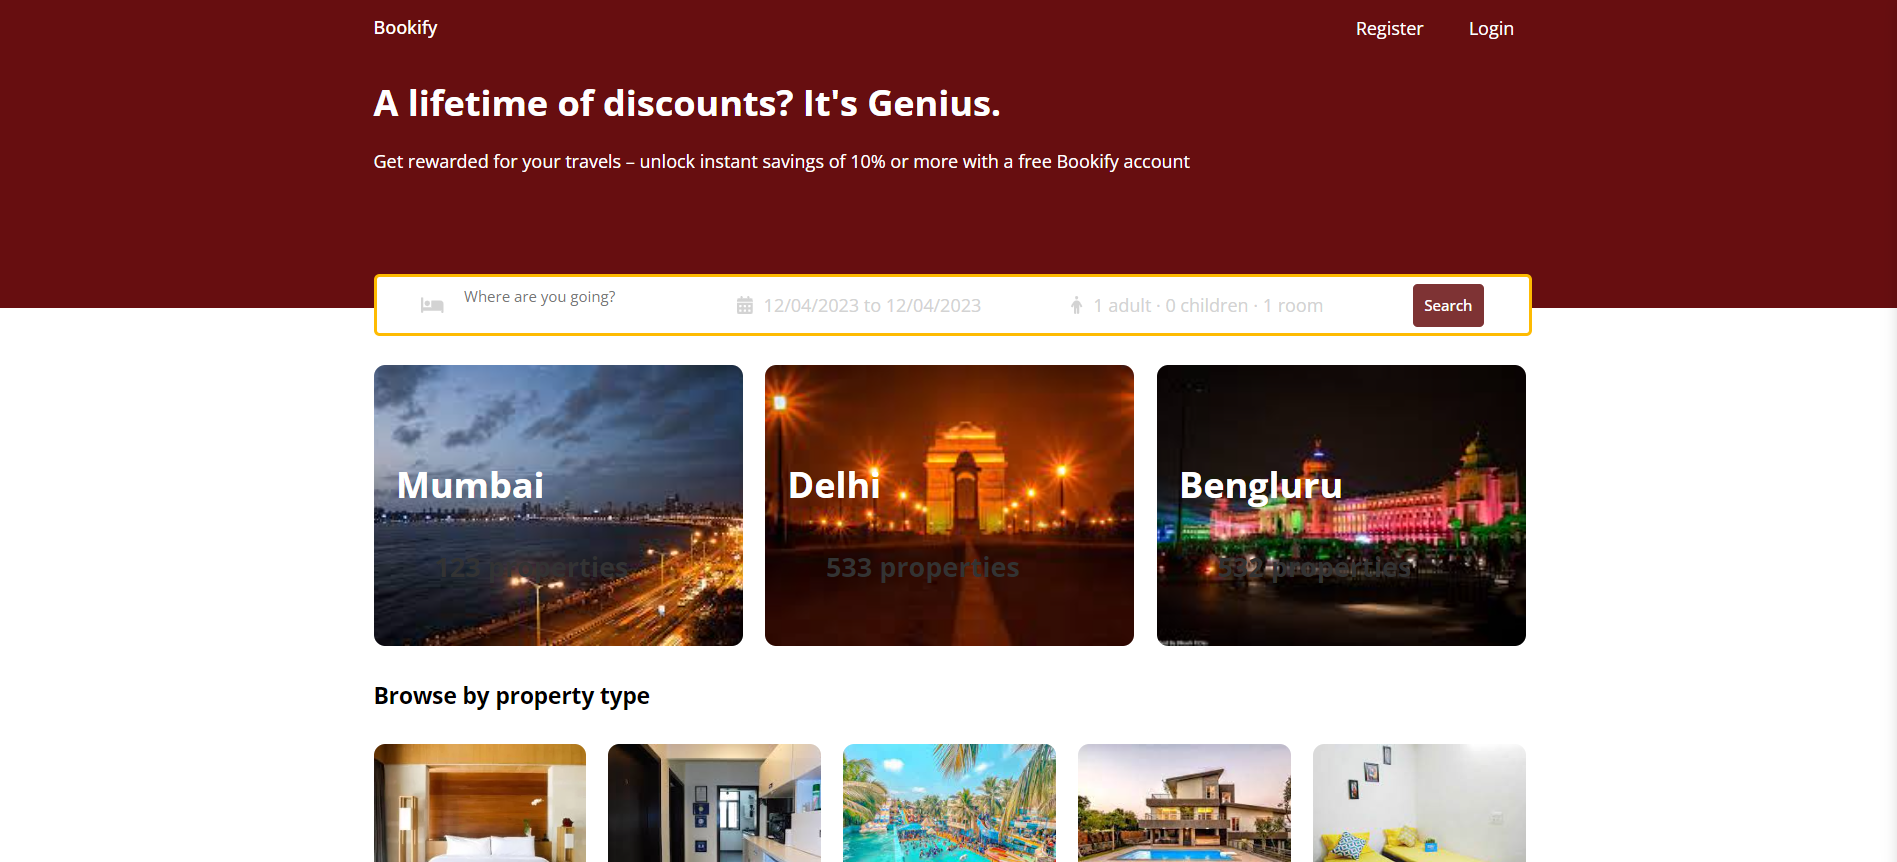 Bookify
Register
Login
A lifetime of discounts? It's Genius.
Get rewarded for your travels – unlock instant savings of 10% or more with a free Bookify account
Where are you going?
12/04/2023 to 12/04/2023
1 adult · 0 children · 1 room
Search
Mumbai
Delhi
Bengluru
123 properties
533 properties
532 properties
Browse by property type